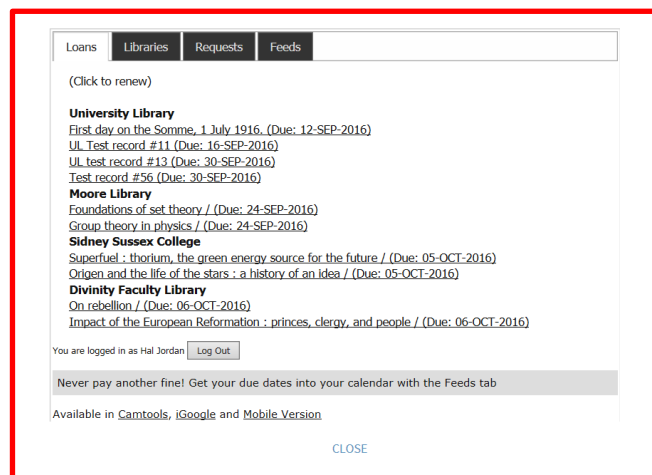 Loans Libraries Requests Feeds
(Click to renew)
University Library
First day on the Somme, 1 July 1916. (Due: 12-SEP-2016)
UL Test record #11 (Due: 16-SEP-2016)
UL test record #13 (Due: 30-SEP-2016)
Test record #56 (Due: 30-SEP-2016)
Moore Library
Foundations of set theory / (Due: 24-SEP-2016)
Group theory in physics / (Due: 24-SEP-2016)
Sidney Sussex College
Superfuel : thorium, the green energy source for the future / (Due: 05-OCT-2016)
Origen and the life of the stars : a history of an idea / (Due: 05-OCT-2016)
Divinity Faculty Library
On rebellion / (Due: 06-OCT-2016)
Impact of the European Reformation : princes, clergy, and people / (Due: 06-OCT-2016)
You are logged in as Hal Jordan Log Out
Never pay another fine! Get your due dates into your calendar with the Feeds tab
Available in Camtools, iGoogle and Mobile Version
CLOSE